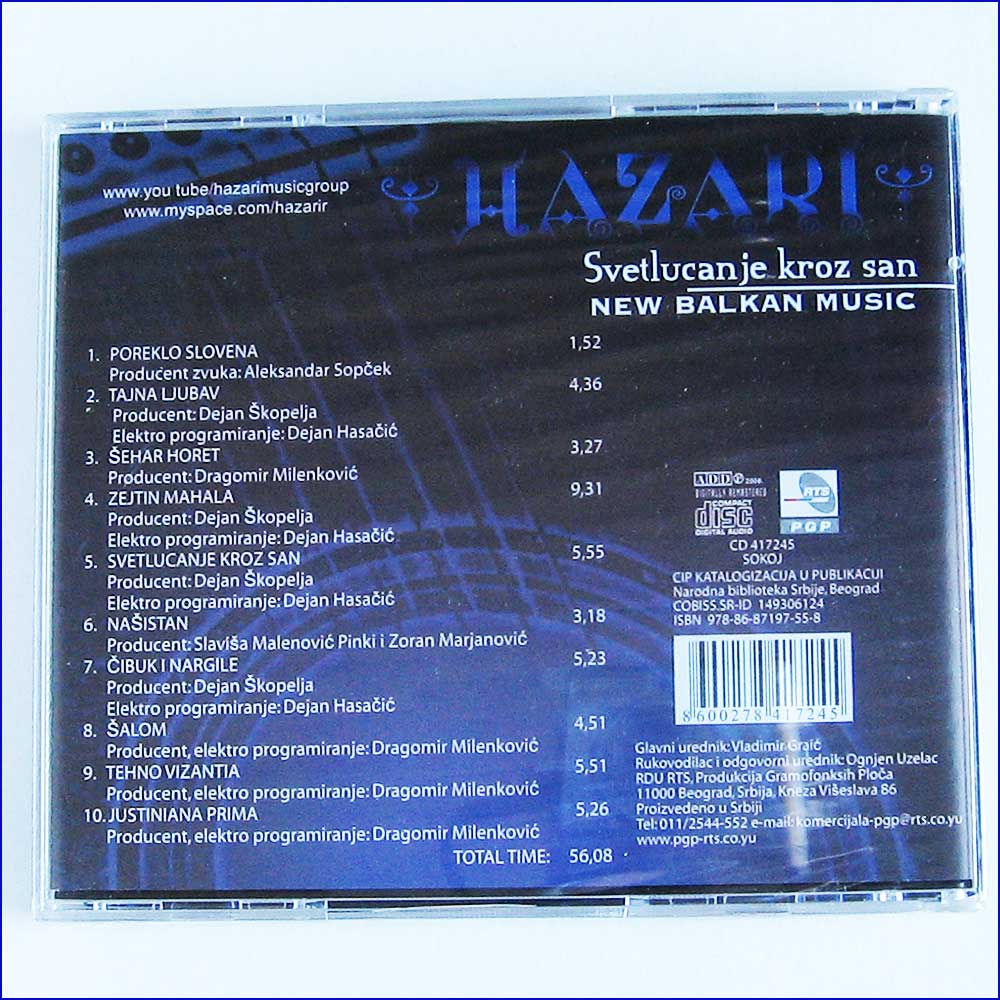 www.you tube/hazarimusicgroup
www.myspace.com/hazarir
HAZARI
Svetlucanje kroz san
NEW BALKAN MUSIC
1. POREKLO SLOVENA 1,52
Producent zvuka: Aleksandar Sopček
2. TAJNA LJUBAV 4,36
Producent: Dejan Škopelja
Elektro programiranje: Dejan Hasačić
3. ŠEHAR HORET 3,27
Producent: Dragomir Milenković
4. ZEJTIN MAHALA 9,31
Producent: Dejan Škopelja
Elektro programiranje: Dejan Hasačić
5. SVETLUCANJE KROZ SAN 5,55
Producent: Dejan Škopelja
Elektro programiranje: Dejan Hasačić
6. NAŠISTAN 3,18
Producent: Slaviša Malenović Pinki i Zoran Marjanović
7. ČIBUK I NARGILE 5,23
Producent: Dejan Škopelja
Elektro programiranje: Dejan Hasačić
8. ŠALOM 4,51
Producent, elektro programiranje: Dragomir Milenković
9. TEHNO VIZANTIA 5,51
Producent, elektro programiranje: Dragomir Milenković
10. JUSTINIANA PRIMA 5,26
Producent, elektro programiranje: Dragomir Milenković
TOTAL TIME: 56,08
ADD Ⓟ 2008.
DIGITALLY REMASTERED
COMPACT
disc
DIGITAL AUDIO
RTS
PGP
CD 417245
SOKOJ
CIP KATALOGIZACIJA U PUBLIKACIJI
Narodna biblioteka Srbije, Beograd
COBISS.SR-ID 149306124
ISBN 978-86-87197-55-8
8600278417245
Glavni urednik: Vladimir Graić
Rukovodilac i odgovorni urednik: Ognjen Uzelac
RDU RTS, Produkcija Gramofonksih Ploča
11000 Beograd, Srbija, Kneza Višeslava 86
Proizvedeno u Srbiji
Tel: 011/2544-552 e-mail: komercijala-pgp@rts.co.yu
www.pgp-rts.co.yu